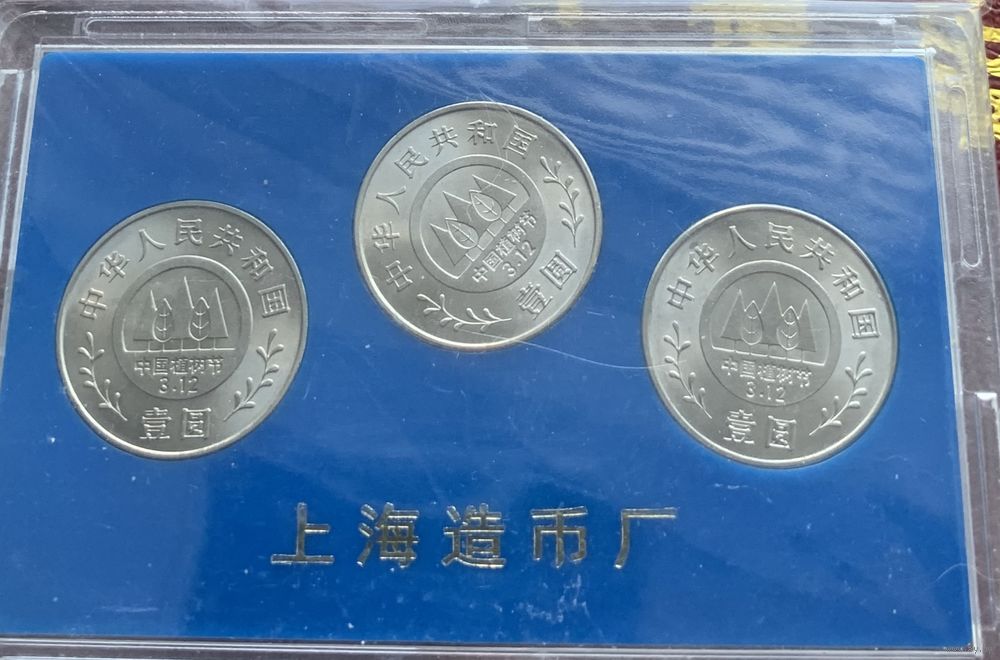 中华人民共和国
中国植树节
3.12
壹圆
中华人民共和国
中国植树节
3.12
壹圆
中华人民共和国
中国植树节
3.12
壹圆
上海造币厂